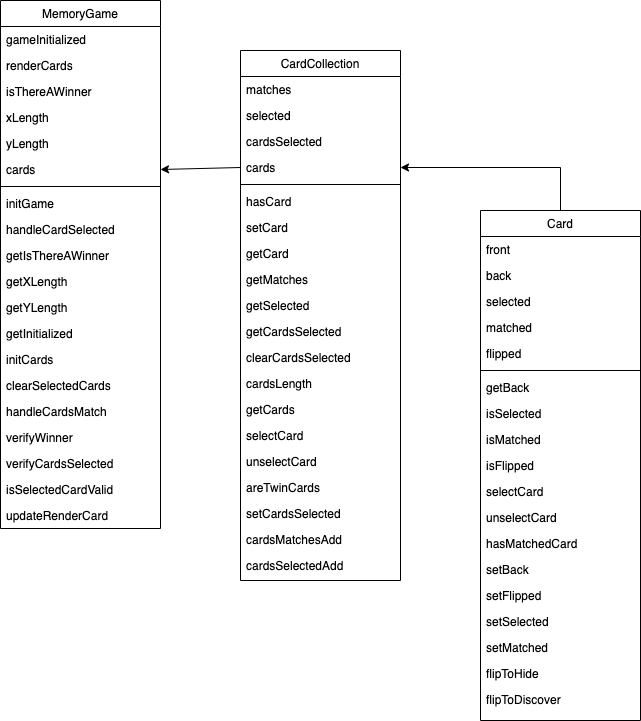 MemoryGame
gameInitialized
renderCards
isThereAWinner
xLength
yLength
cards
initGame
handleCardSelected
getIsThereAWinner
getXLength
getYLength
getInitialized
initCards
clearSelectedCards
handleCardsMatch
verifyWinner
verifyCardsSelected
isSelectedCardValid
updateRenderCard
CardCollection
matches
selected
cardsSelected
cards
hasCard
setCard
getCard
getMatches
getSelected
getCardsSelected
clearCardsSelected
cardsLength
getCards
selectCard
unselectCard
areTwinCards
setCardsSelected
cardsMatchesAdd
cardsSelectedAdd
Card
front
back
selected
matched
flipped
getBack
isSelected
isMatched
isFlipped
selectCard
unselectCard
hasMatchedCard
setBack
setFlipped
setSelected
setMatched
flipToHide
flipToDiscover